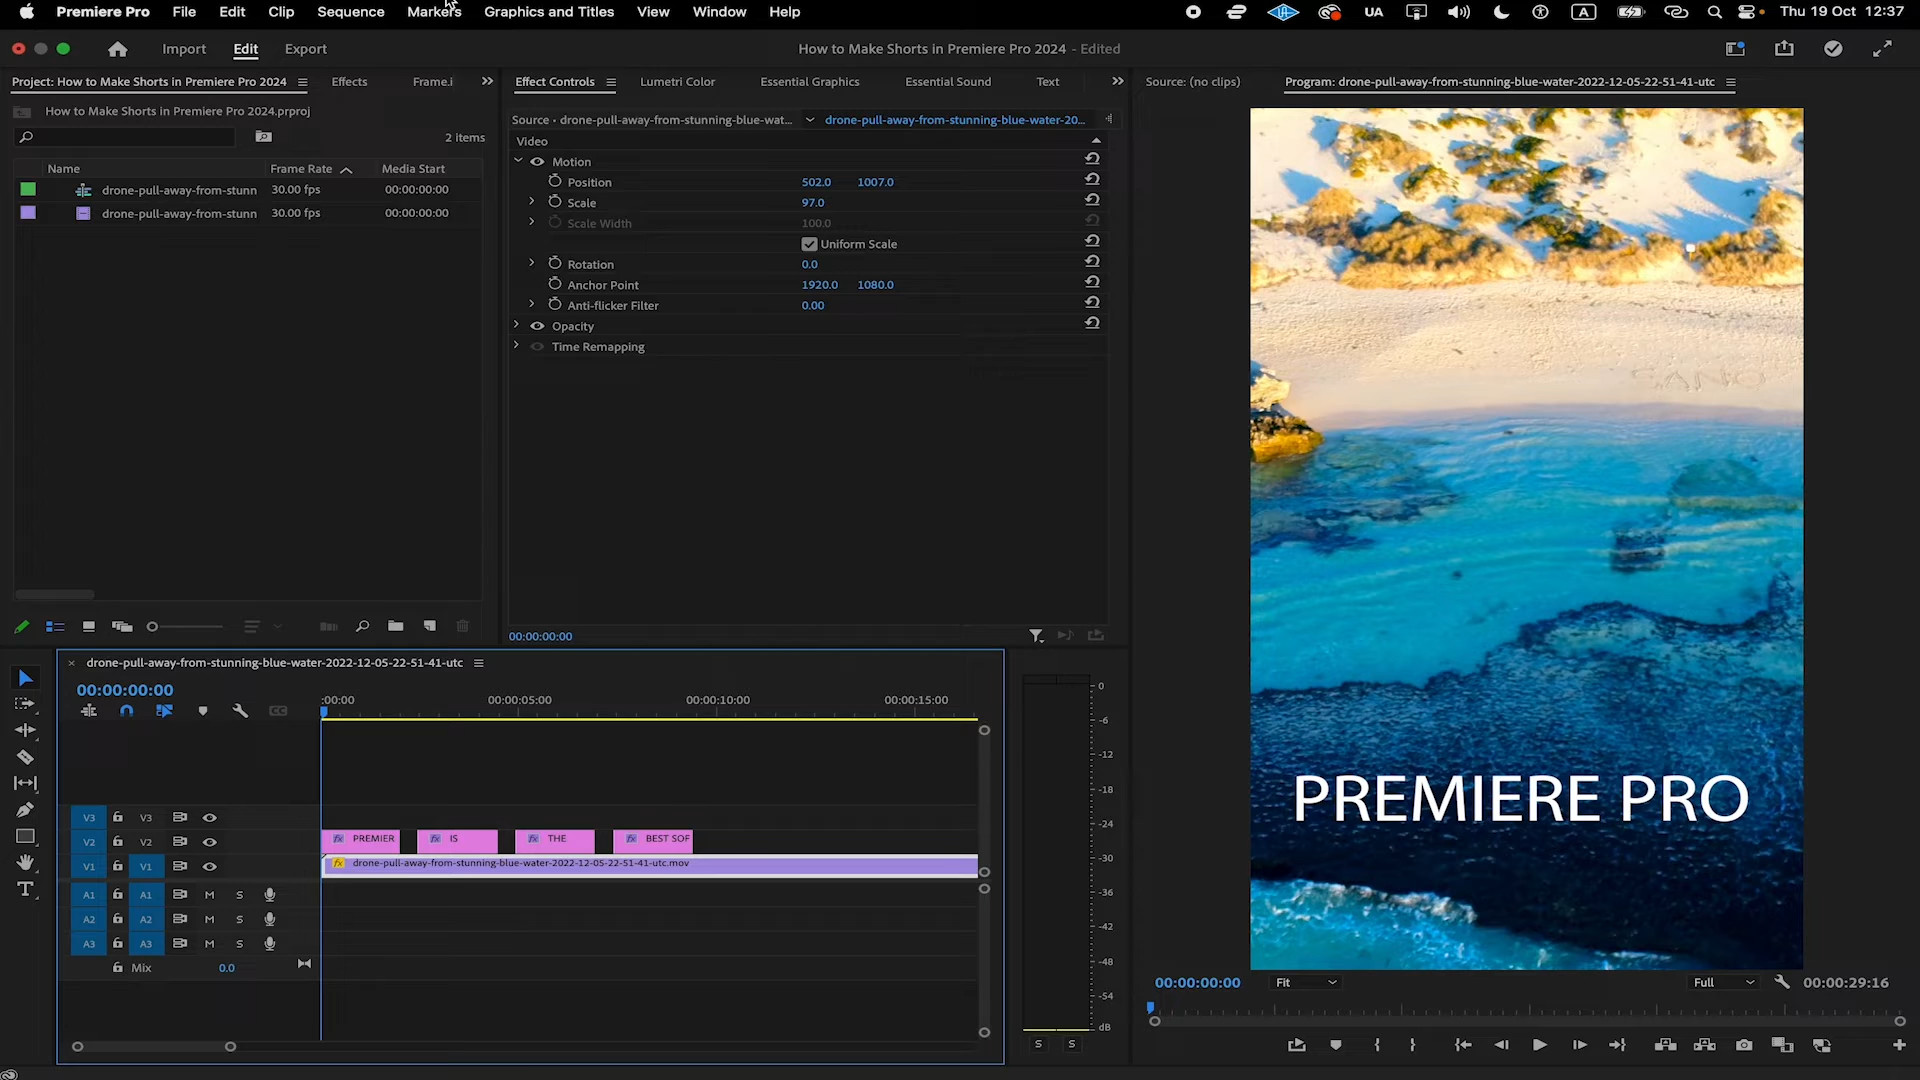 Premiere Pro File Edit Clip Sequence Markers Graphics and Titles View Window Help UA A Thu 19 Oct 12:37
Import Edit Export How to Make Shorts in Premiere Pro 2024 - Edited
Project: How to Make Shorts in Premiere Pro 2024 Effects Frame.i
How to Make Shorts in Premiere Pro 2024.prproj
2 items
Name Frame Rate Media Start
drone-pull-away-from-stunn 30.00 fps 00:00:00:00
drone-pull-away-from-stunn 30.00 fps 00:00:00:00
Effect Controls Lumetri Color Essential Graphics Essential Sound Text
Source • drone-pull-away-from-stunning-blue-wat... drone-pull-away-from-stunning-blue-water-20...
Video
Motion
Position 502.0 1007.0
Scale 97.0
Scale Width 100.0
Uniform Scale
Rotation 0.0
Anchor Point 1920.0 1080.0
Anti-flicker Filter 0.00
Opacity
Time Remapping
00:00:00:00
Source: (no clips) Program: drone-pull-away-from-stunning-blue-water-2022-12-05-22-51-41-utc
PREMIERE PRO
00:00:00:00 Fit Full 00:00:29:16
drone-pull-away-from-stunning-blue-water-2022-12-05-22-51-41-utc
00:00:00:00
:00:00 00:00:05:00 00:00:10:00 00:00:15:00
CC
V3 V3
V2 V2 fx PREMIER fx IS fx THE fx BEST SOF
V1 V1 fx drone-pull-away-from-stunning-blue-water-2022-12-05-22-51-41-utc.mov
A1 A1 M S
A2 A2 M S
A3 A3 M S
Mix 0.0
0
-6
-12
-18
-24
-30
-36
-42
-48
-54
dB
S S